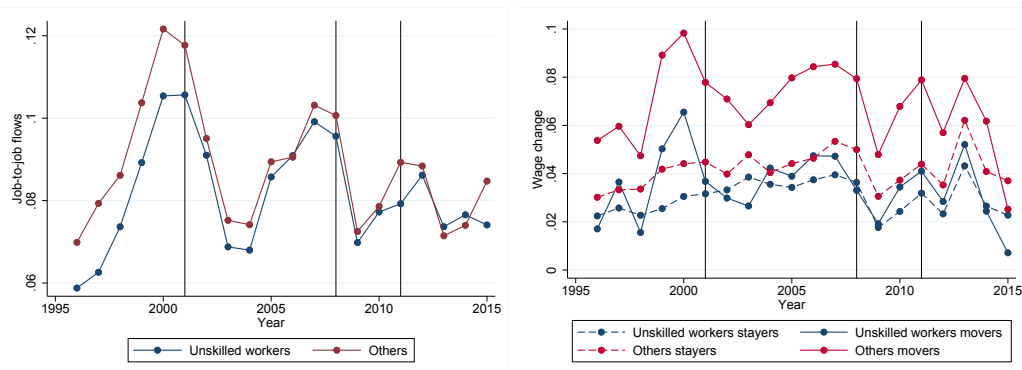 .12
.1
.08
.06
Job-to-job flows
1995 2000 2005 2010 2015
Year
Unskilled workers Others
.1
.08
.06
.04
.02
0
Wage change
1995 2000 2005 2010 2015
Year
Unskilled workers stayers Unskilled workers movers
Others stayers Others movers